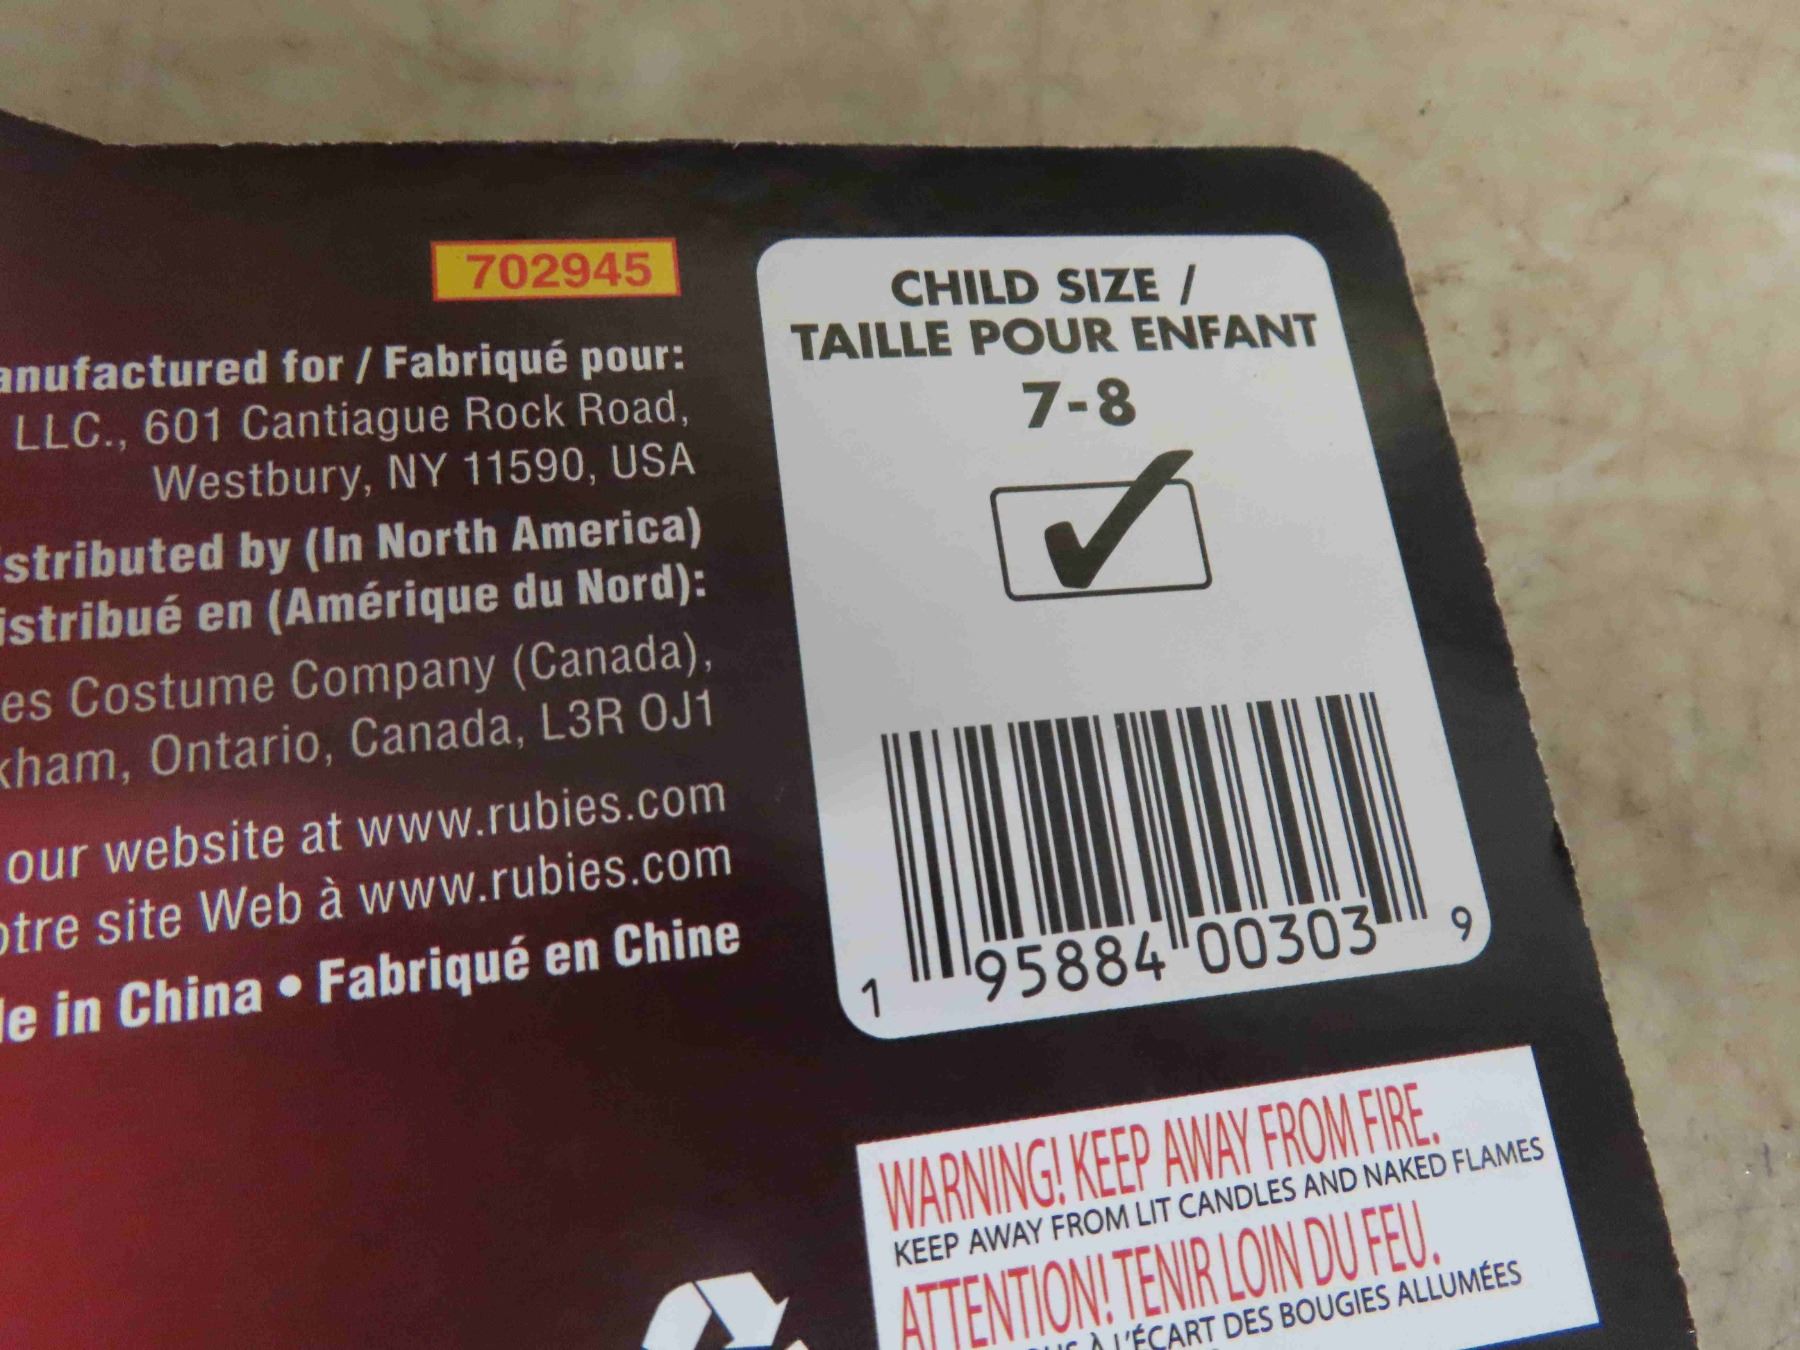 702945
anufactured for / Fabriqué pour:
LLC., 601 Cantiague Rock Road,
Westbury, NY 11590, USA
stributed by (In North America)
istribué en (Amérique du Nord):
es Costume Company (Canada),
kham, Ontario, Canada, L3R OJ1
our website at www.rubies.com
otre site Web à www.rubies.com
de in China • Fabriqué en Chine
CHILD SIZE /
TAILLE POUR ENFANT
7-8
1 95884 00303 9
WARNING! KEEP AWAY FROM FIRE.
KEEP AWAY FROM LIT CANDLES AND NAKED FLAMES
ATTENTION! TENIR LOIN DU FEU.
À L'ÉCART DES BOUGIES ALLUMÉES